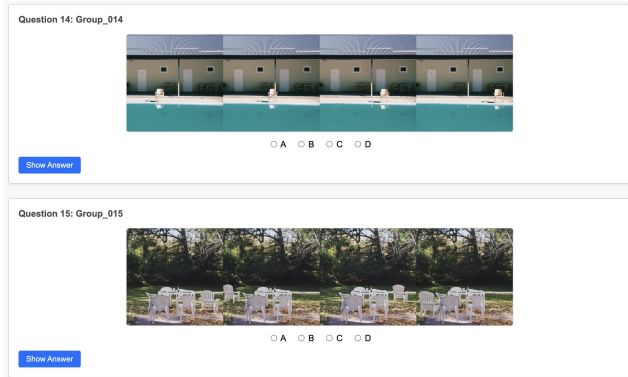 Question 14: Group_014
A B C D
Show Answer
Question 15: Group_015
A B C D
Show Answer